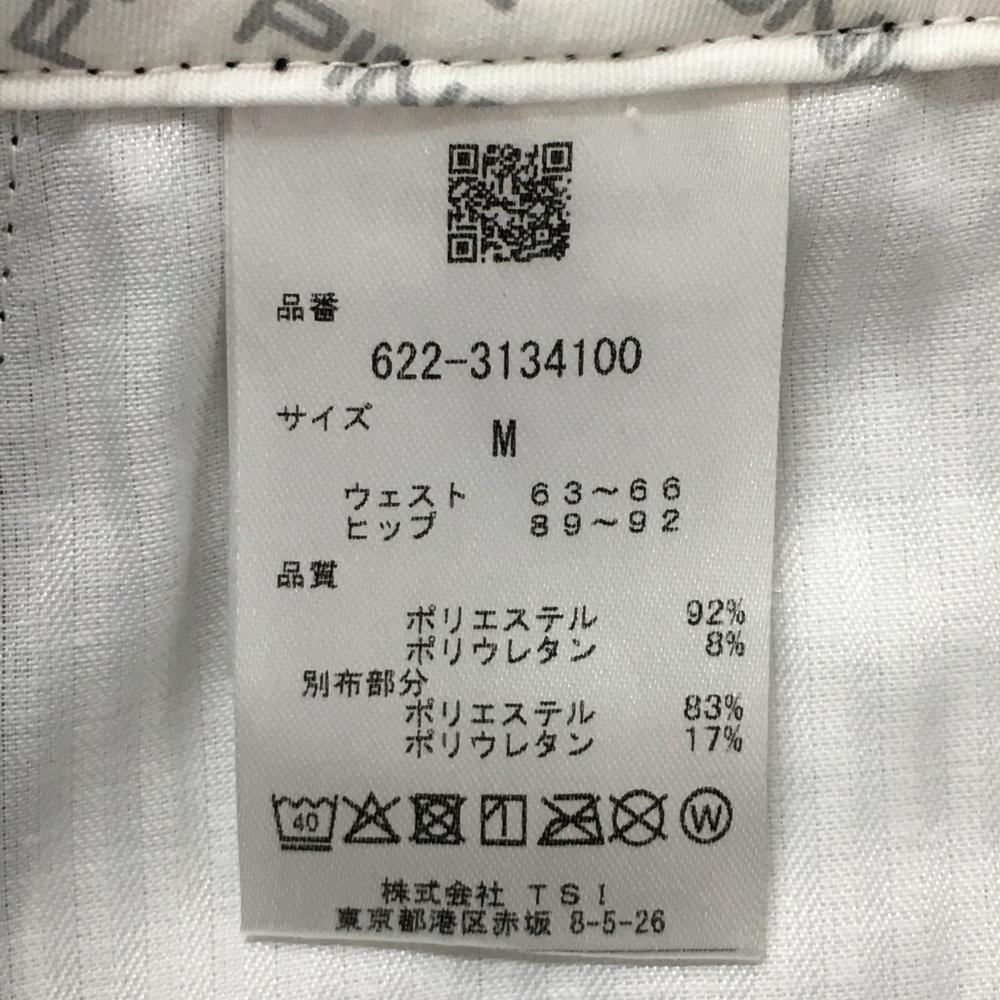 PIN
品番
622-3134100
サイズ
M
ウェスト 63～66
ヒップ 89～92
品質
ポリエステル 92%
ポリウレタン 8%
別布部分
ポリエステル 83%
ポリウレタン 17%
40
W
株式会社 TSI
東京都港区赤坂 8-5-26